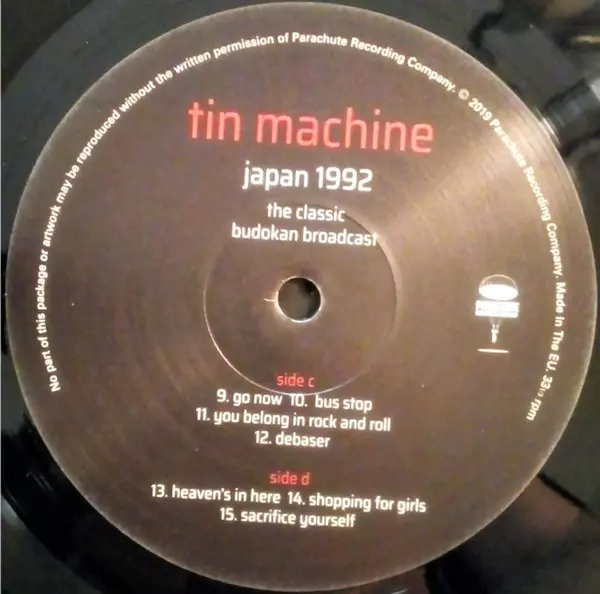 No part of this package or artwork may be reproduced without the written permission of Parachute Recording Company. © 2019 Parachute Recording Company. Made In The EU. 33 1/3 rpm
tin machine
japan 1992
the classic
budokan broadcast
side c
9. go now 10. bus stop
11. you belong in rock and roll
12. debaser
side d
13. heaven's in here 14. shopping for girls
15. sacrifice yourself